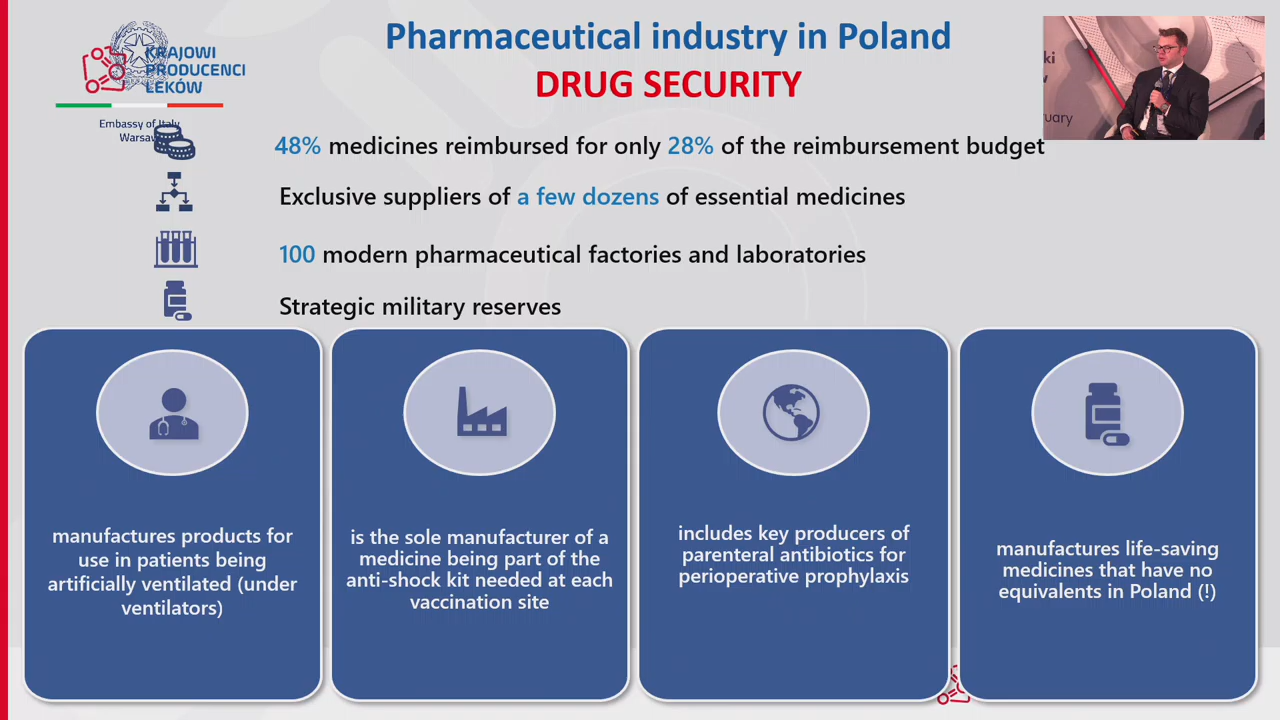 Pharmaceutical industry in Poland
DRUG SECURITY
KRAJOWI
PRODUCENCI
LEKÓW
Embassy of Italy
Warsaw
48% medicines reimbursed for only 28% of the reimbursement budget
Exclusive suppliers of a few dozens of essential medicines
100 modern pharmaceutical factories and laboratories
Strategic military reserves
manufactures products for
use in patients being
artificially ventilated (under
ventilators)
is the sole manufacturer of a
medicine being part of the
anti-shock kit needed at each
vaccination site
includes key producers of
parenteral antibiotics for
perioperative prophylaxis
manufactures life-saving
medicines that have no
equivalents in Poland (!)